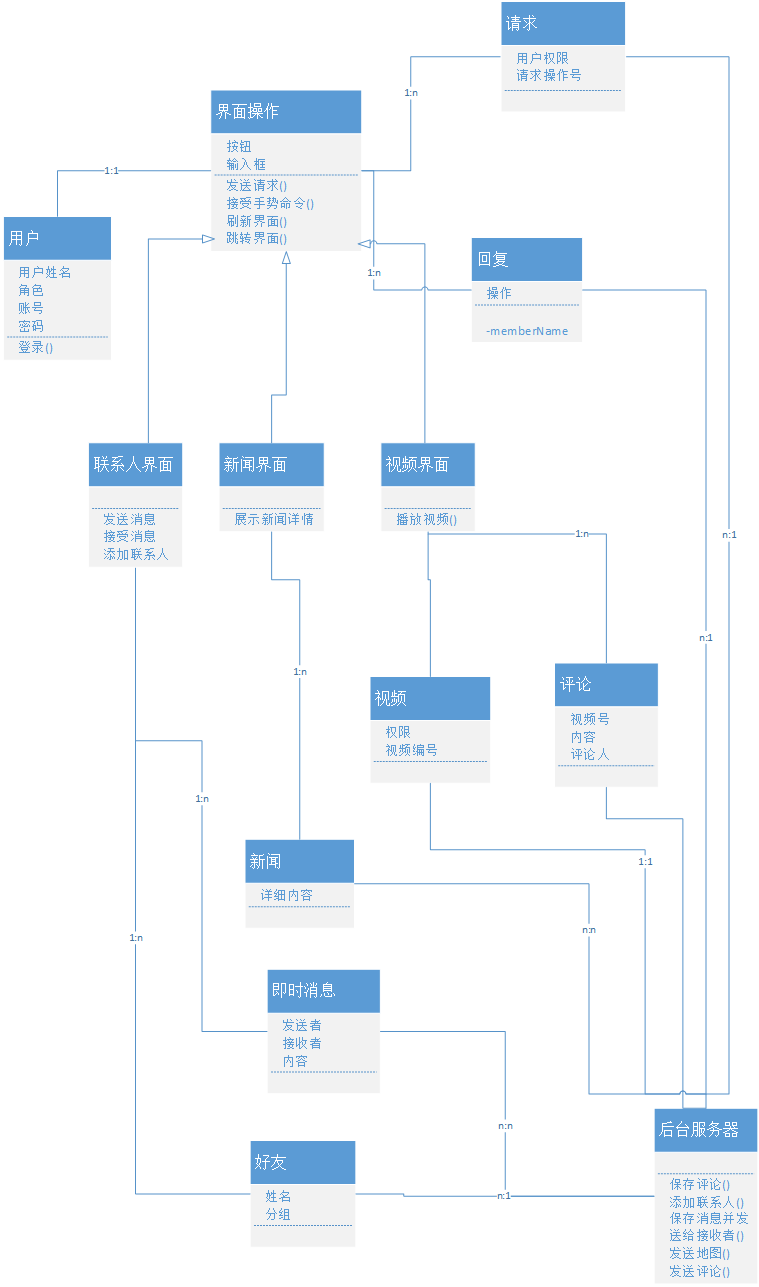 请求
用户权限
请求操作号
1:n
界面操作
按钮
输入框
发送请求()
接受手势命令()
刷新界面()
跳转界面()
1:1
用户
用户姓名
角色
账号
密码
登录()
回复
操作
-memberName
1:n
联系人界面
发送消息
接受消息
添加联系人
新闻界面
展示新闻详情
视频界面
播放视频()
1:n
n:1
n:1
1:n
视频
权限
视频编号
评论
视频号
内容
评论人
1:n
新闻
详细内容
1:1
n:n
1:n
即时消息
发送者
接收者
内容
n:n
好友
姓名
分组
n:1
后台服务器
保存评论()
添加联系人()
保存消息并发
送给接收者()
发送地图()
发送评论()